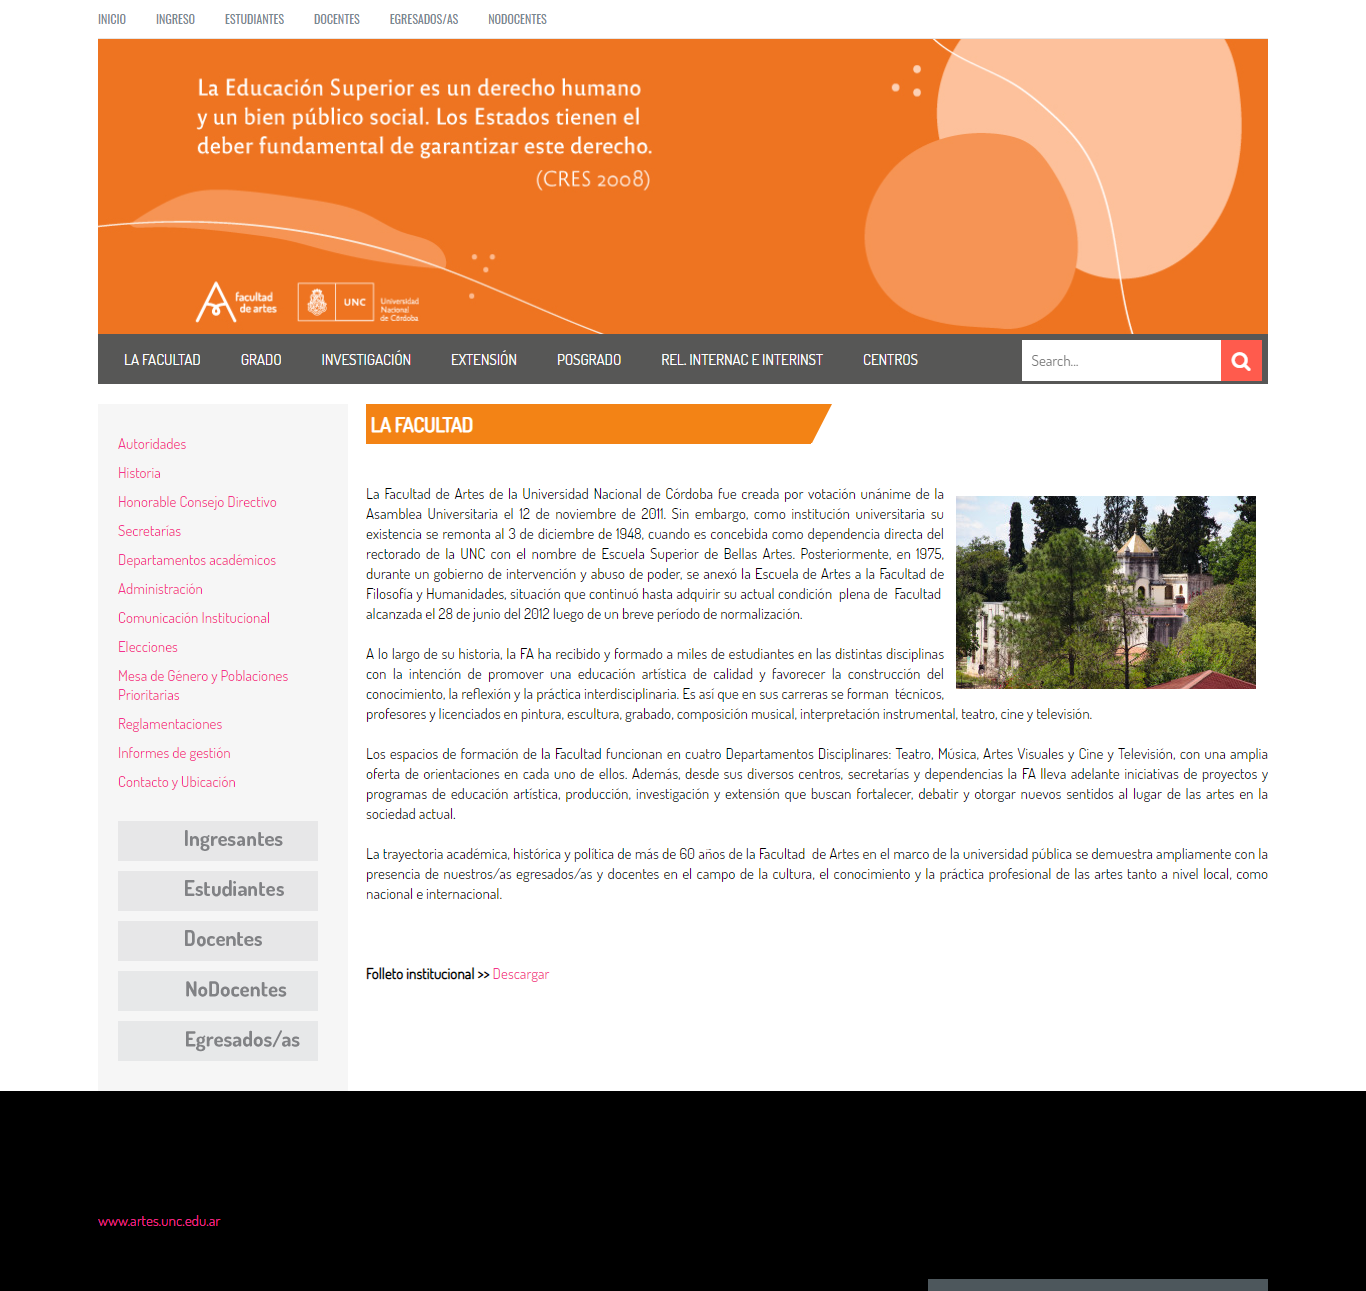 INICIO INGRESO ESTUDIANTES DOCENTES EGRESADOS/AS NODOCENTES
La Educación Superior es un derecho humano
y un bien público social. Los Estados tienen el
deber fundamental de garantizar este derecho.
(CRES 2008)
facultad
de artes
UNC
Universidad
Nacional
de Córdoba
LA FACULTAD GRADO INVESTIGACIÓN EXTENSIÓN POSGRADO REL. INTERNAC E INTERINST CENTROS
Search...
Autoridades
Historia
Honorable Consejo Directivo
Secretarías
Departamentos académicos
Administración
Comunicación Institucional
Elecciones
Mesa de Género y Poblaciones
Prioritarias
Reglamentaciones
Informes de gestión
Contacto y Ubicación
Ingresantes
Estudiantes
Docentes
NoDocentes
Egresados/as
LA FACULTAD
La Facultad de Artes de la Universidad Nacional de Córdoba fue creada por votación unánime de la
Asamblea Universitaria el 12 de noviembre de 2011. Sin embargo, como institución universitaria su
existencia se remonta al 3 de diciembre de 1948, cuando es concebida como dependencia directa del
rectorado de la UNC con el nombre de Escuela Superior de Bellas Artes. Posteriormente, en 1975,
durante un gobierno de intervención y abuso de poder, se anexó la Escuela de Artes a la Facultad de
Filosofía y Humanidades, situación que continuó hasta adquirir su actual condición plena de Facultad
alcanzada el 28 de junio del 2012 luego de un breve período de normalización.
A lo largo de su historia, la FA ha recibido y formado a miles de estudiantes en las distintas disciplinas
con la intención de promover una educación artística de calidad y favorecer la construcción del
conocimiento, la reflexión y la práctica interdisciplinaria. Es así que en sus carreras se forman técnicos,
profesores y licenciados en pintura, escultura, grabado, composición musical, interpretación instrumental, teatro, cine y televisión.
Los espacios de formación de la Facultad funcionan en cuatro Departamentos Disciplinares: Teatro, Música, Artes Visuales y Cine y Televisión, con una amplia
oferta de orientaciones en cada uno de ellos. Además, desde sus diversos centros, secretarías y dependencias la FA lleva adelante iniciativas de proyectos y
programas de educación artística, producción, investigación y extensión que buscan fortalecer, debatir y otorgar nuevos sentidos al lugar de las artes en la
sociedad actual.
La trayectoria académica, histórica y política de más de 60 años de la Facultad de Artes en el marco de la universidad pública se demuestra ampliamente con la
presencia de nuestros/as egresados/as y docentes en el campo de la cultura, el conocimiento y la práctica profesional de las artes tanto a nivel local, como
nacional e internacional.
Folleto institucional >> Descargar
www.artes.unc.edu.ar